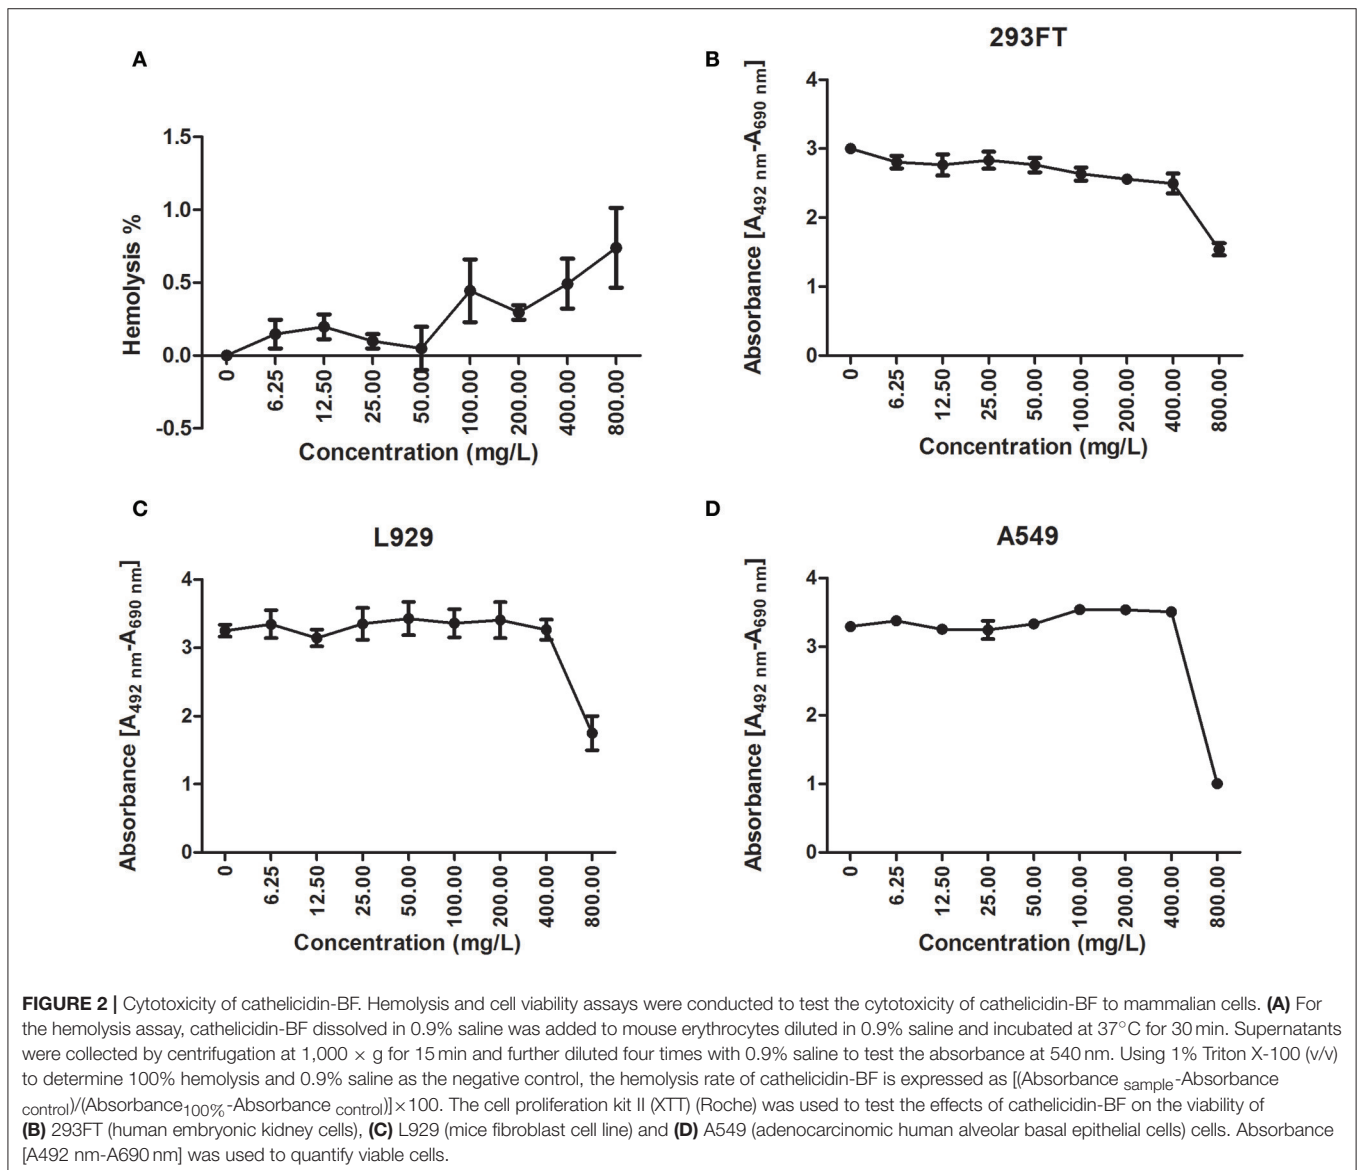 A
1.5
1.0
0.5
0.0
-0.5
Hemolysis %
0
6.25
12.50
25.00
50.00
100.00
200.00
400.00
800.00
Concentration (mg/L)
B
293FT
4
3
2
1
0
Absorbance [A492 nm-A690 nm]
0
6.25
12.50
25.00
50.00
100.00
200.00
400.00
800.00
Concentration (mg/L)
C
L929
4
3
2
1
0
Absorbance [A492 nm-A690 nm]
0
6.25
12.50
25.00
50.00
100.00
200.00
400.00
800.00
Concentration (mg/L)
D
A549
4
3
2
1
0
Absorbance [A492 nm-A690 nm]
0
6.25
12.50
25.00
50.00
100.00
200.00
400.00
800.00
Concentration (mg/L)
FIGURE 2 | Cytotoxicity of cathelicidin-BF. Hemolysis and cell viability assays were conducted to test the cytotoxicity of cathelicidin-BF to mammalian cells. (A) For
the hemolysis assay, cathelicidin-BF dissolved in 0.9% saline was added to mouse erythrocytes diluted in 0.9% saline and incubated at 37°C for 30 min. Supernatants
were collected by centrifugation at 1,000 × g for 15 min and further diluted four times with 0.9% saline to test the absorbance at 540 nm. Using 1% Triton X-100 (v/v)
to determine 100% hemolysis and 0.9% saline as the negative control, the hemolysis rate of cathelicidin-BF is expressed as [(Absorbance sample-Absorbance
control)/(Absorbance100%-Absorbance control)]×100. The cell proliferation kit II (XTT) (Roche) was used to test the effects of cathelicidin-BF on the viability of
(B) 293FT (human embryonic kidney cells), (C) L929 (mice fibroblast cell line) and (D) A549 (adenocarcinomic human alveolar basal epithelial cells) cells. Absorbance
[A492 nm-A690 nm] was used to quantify viable cells.